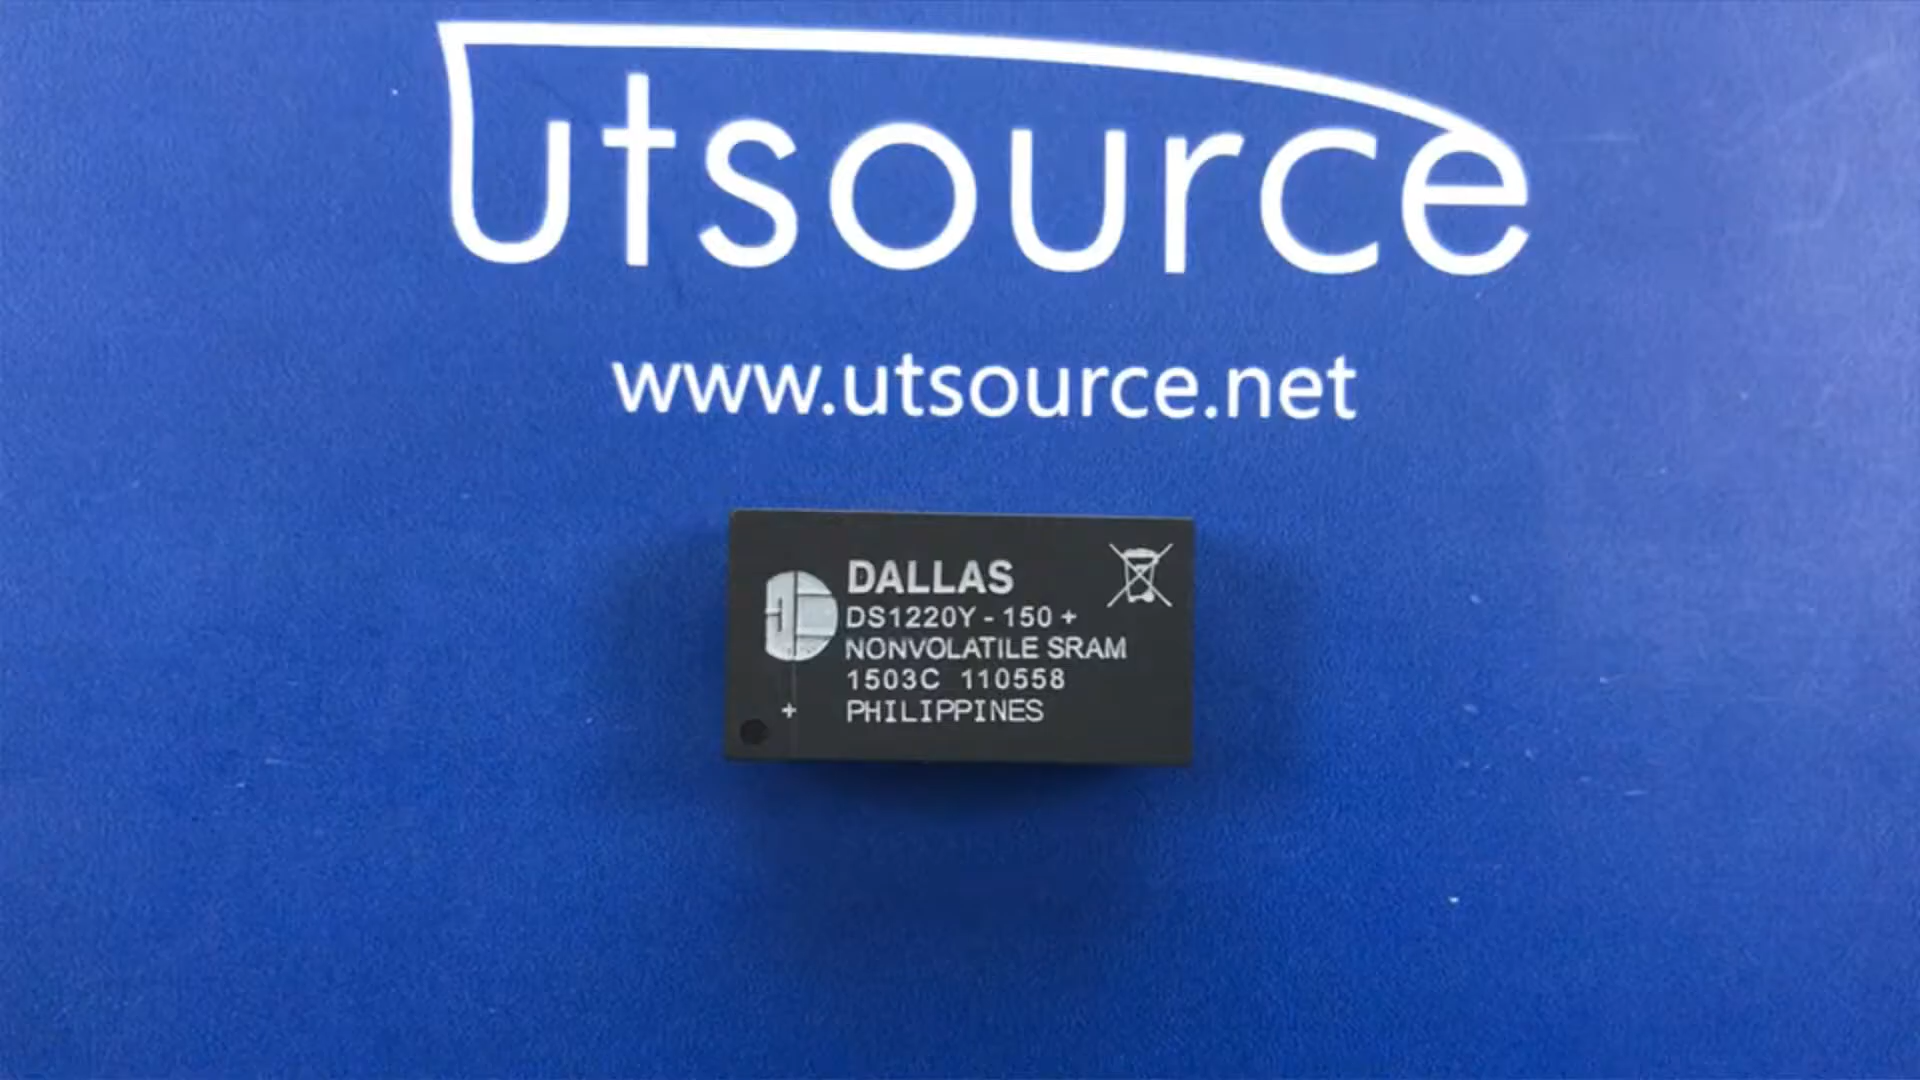 utsource
www.utsource.net
DALLAS
DS1220Y-150+
NONVOLATILE SRAM
1503C 110558
+ PHILIPPINES